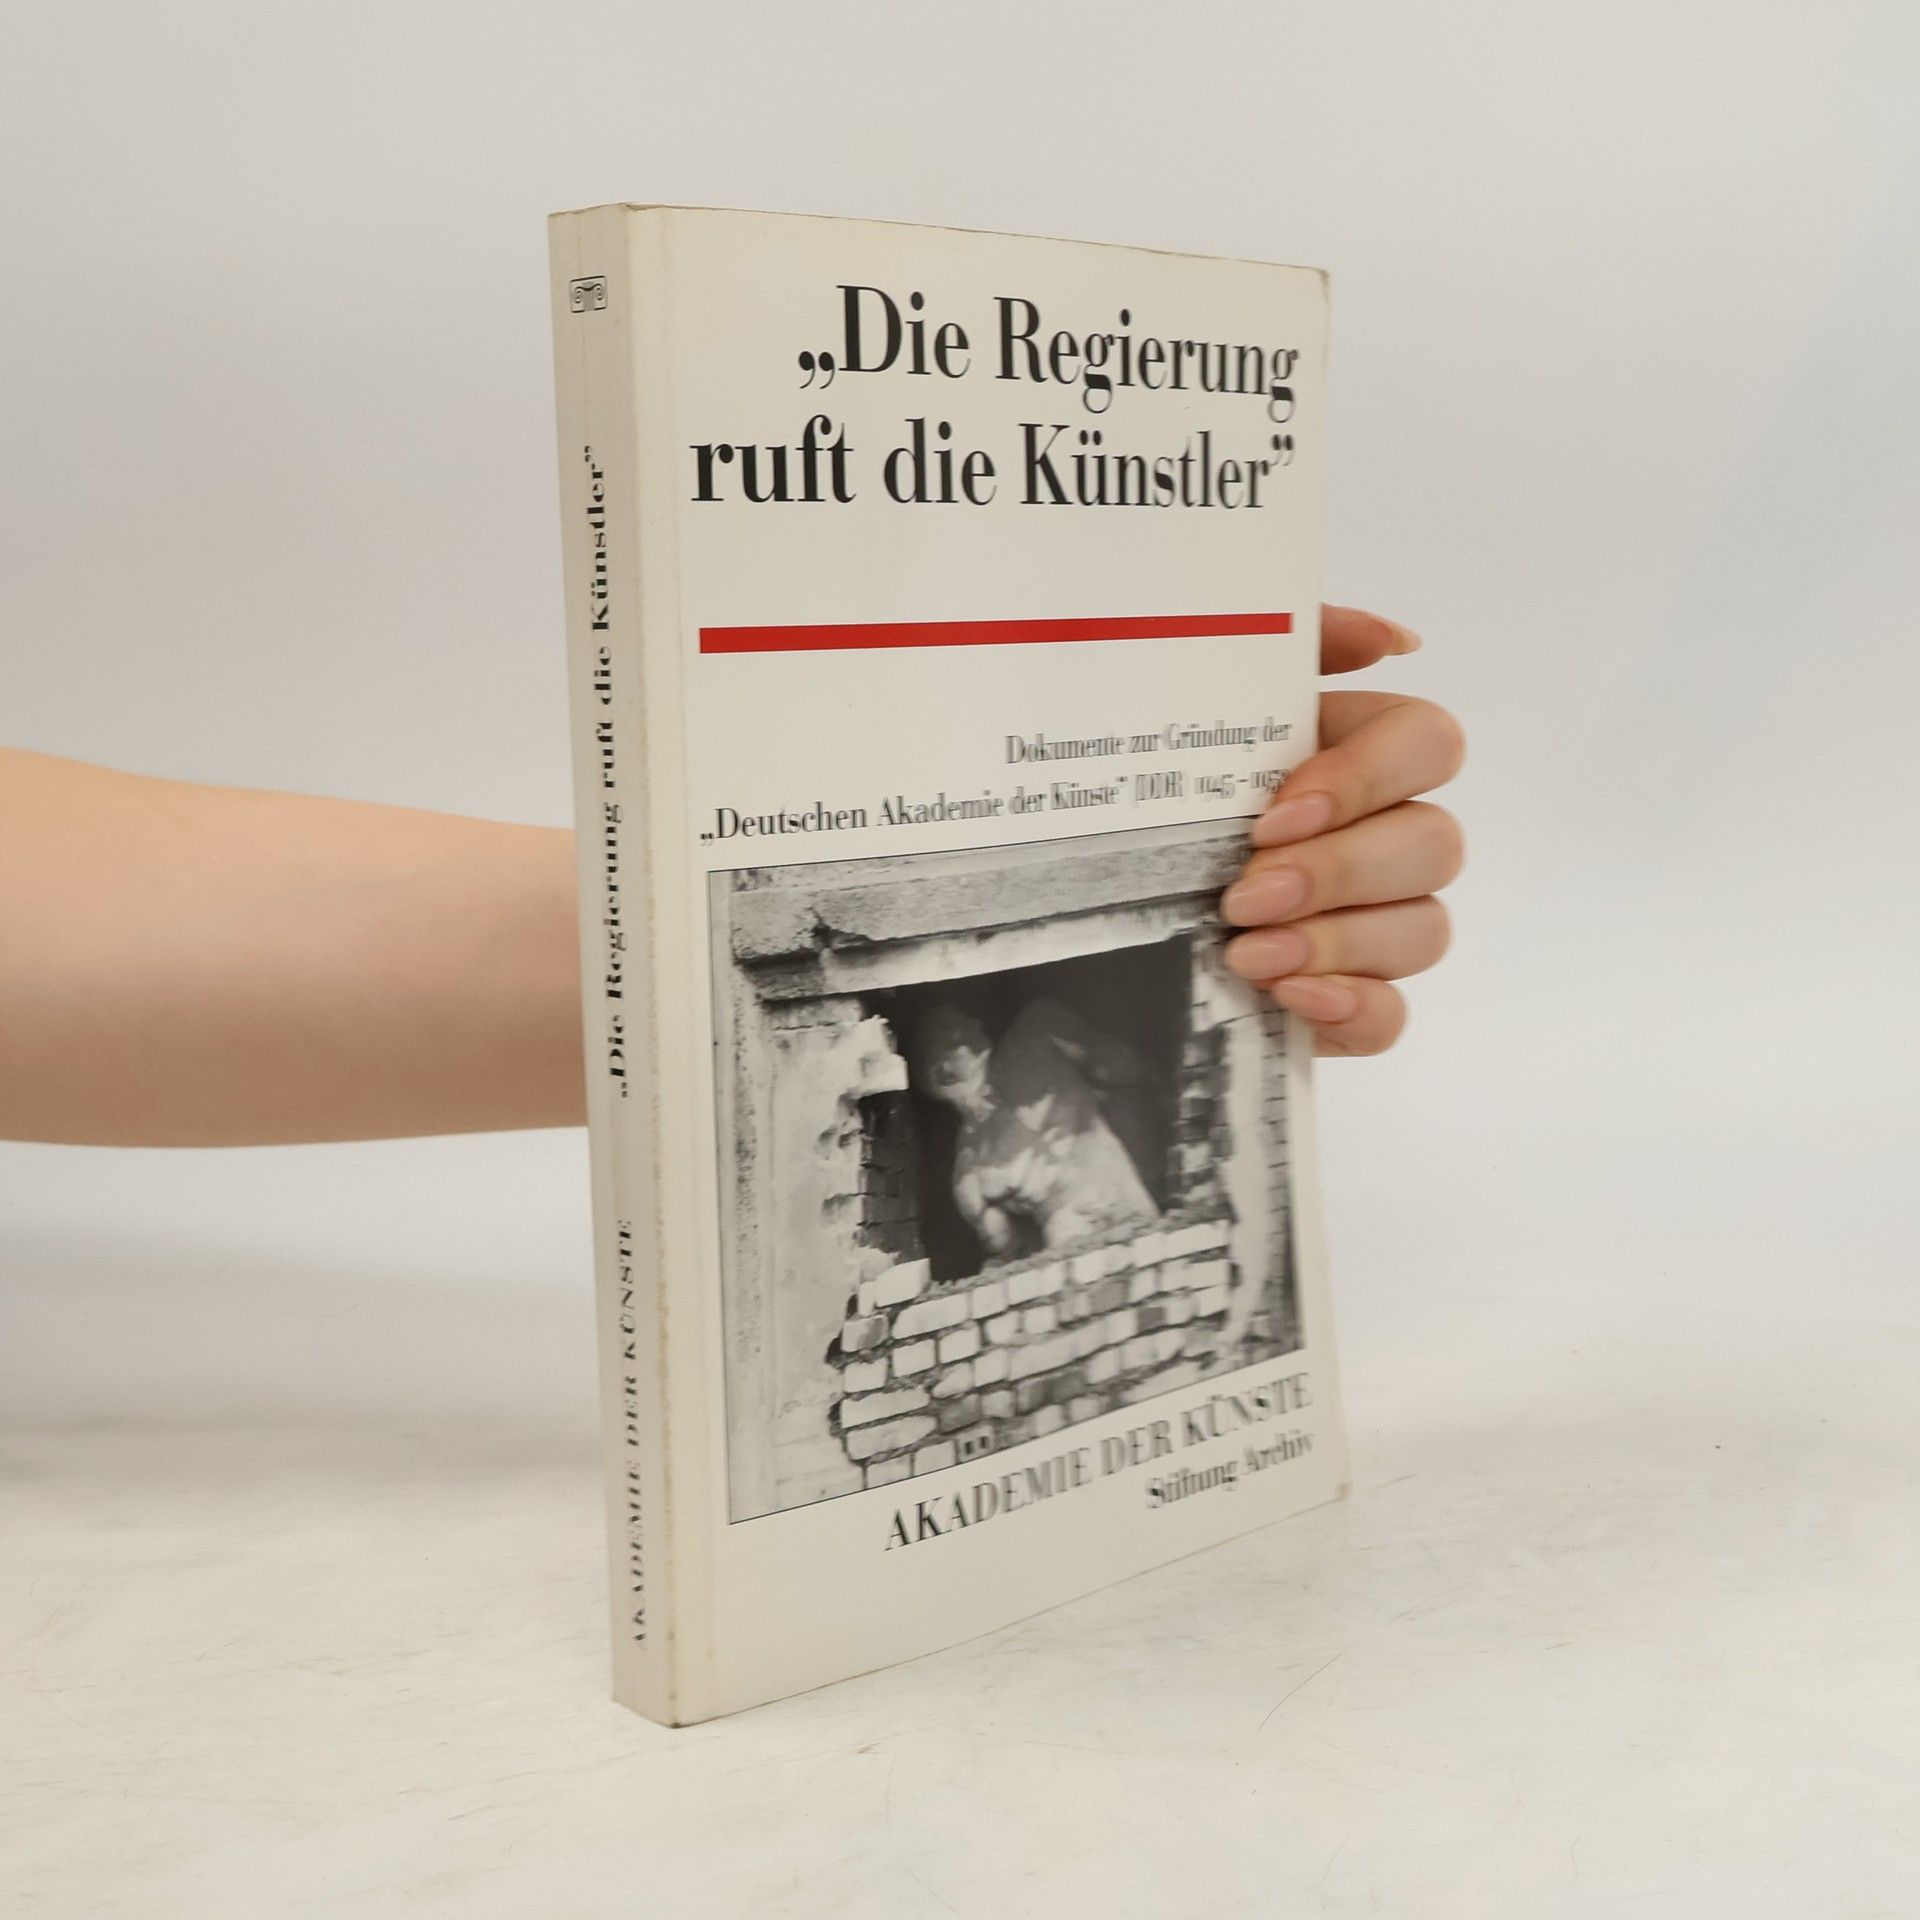 „Die Regierung
ruft die Künstler”
Dokumente zur Gründung der
„Deutschen Akademie der Künste” (DDR) 1945–1953
AKADEMIE DER KÜNSTE
Stiftung Archiv
„Die Regierung ruft die Künstler”
AKADEMIE DER KÜNSTE